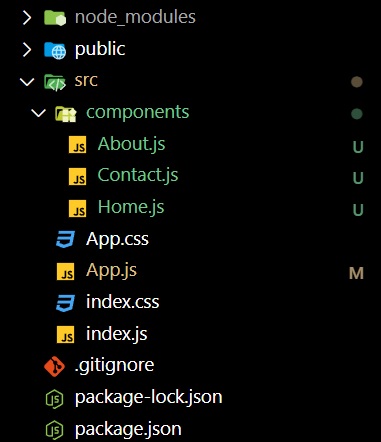 node_modules
public
src
components
JS About.js U
JS Contact.js U
JS Home.js U
App.css
JS App.js M
index.css
JS index.js
.gitignore
package-lock.json
package.json